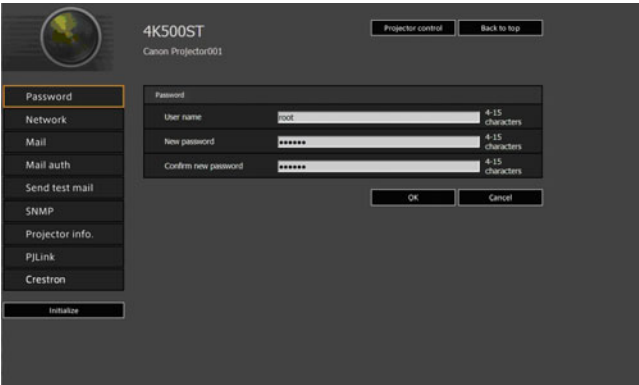 4K500ST
Projector control
Back to top
Canon Projector001
Password
Network
Mail
Mail auth
Send test mail
SNMP
Projector info.
PJLink
Crestron
Initialize
Password
User name
root
4-15
characters
New password
••••••
4-15
characters
Confirm new password
••••••
4-15
characters
OK
Cancel